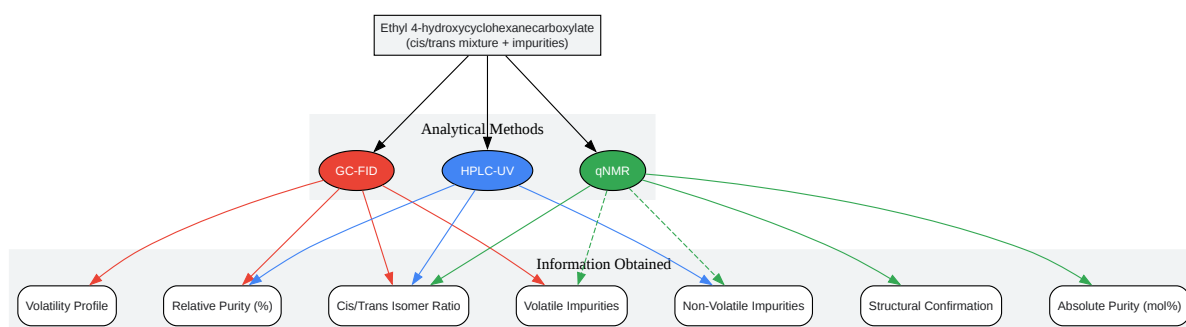 Ethyl 4-hydroxycyclohexanecarboxylate
(cis/trans mixture + impurities)
Analytical Methods
GC-FID
HPLC-UV
qNMR
Information Obtained
Volatility Profile
Relative Purity (%)
Cis/Trans Isomer Ratio
Volatile Impurities
Non-Volatile Impurities
Structural Confirmation
Absolute Purity (mol%)